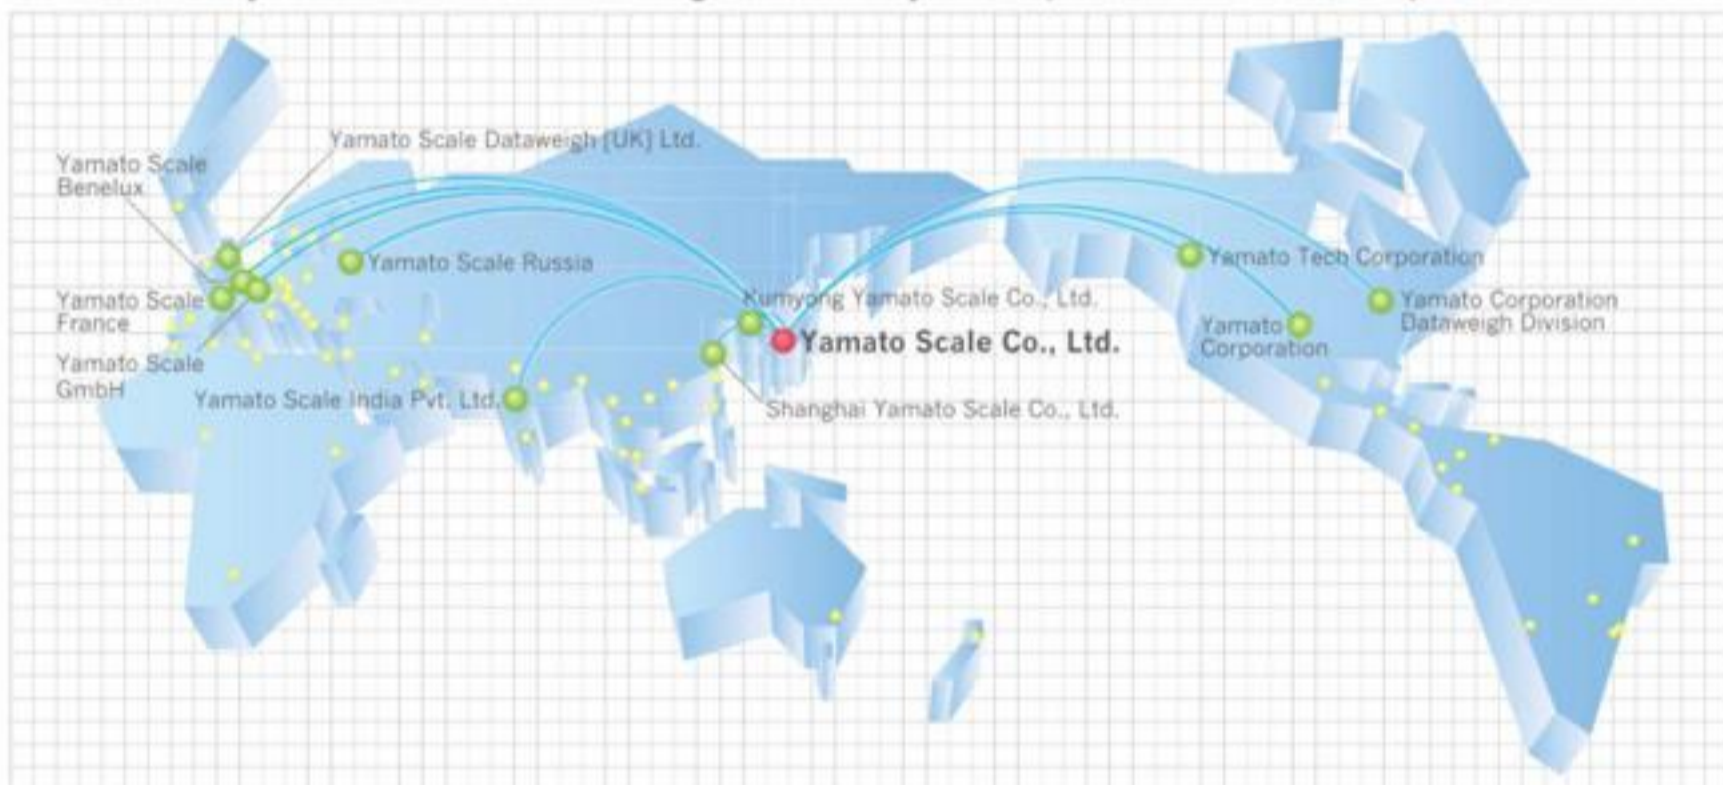 Yamato Scale Dataweigh [UK] Ltd.
Yamato Scale
Benelux
Yamato Scale Russia
Yamato Scale
France
Yamato Scale
GmbH
Yamato Scale India Pvt. Ltd.
Kumyong Yamato Scale Co., Ltd.
Yamato Scale Co., Ltd.
Shanghai Yamato Scale Co., Ltd.
Yamato Tech Corporation
Yamato Corporation
Dataweigh Division
Yamato
Corporation